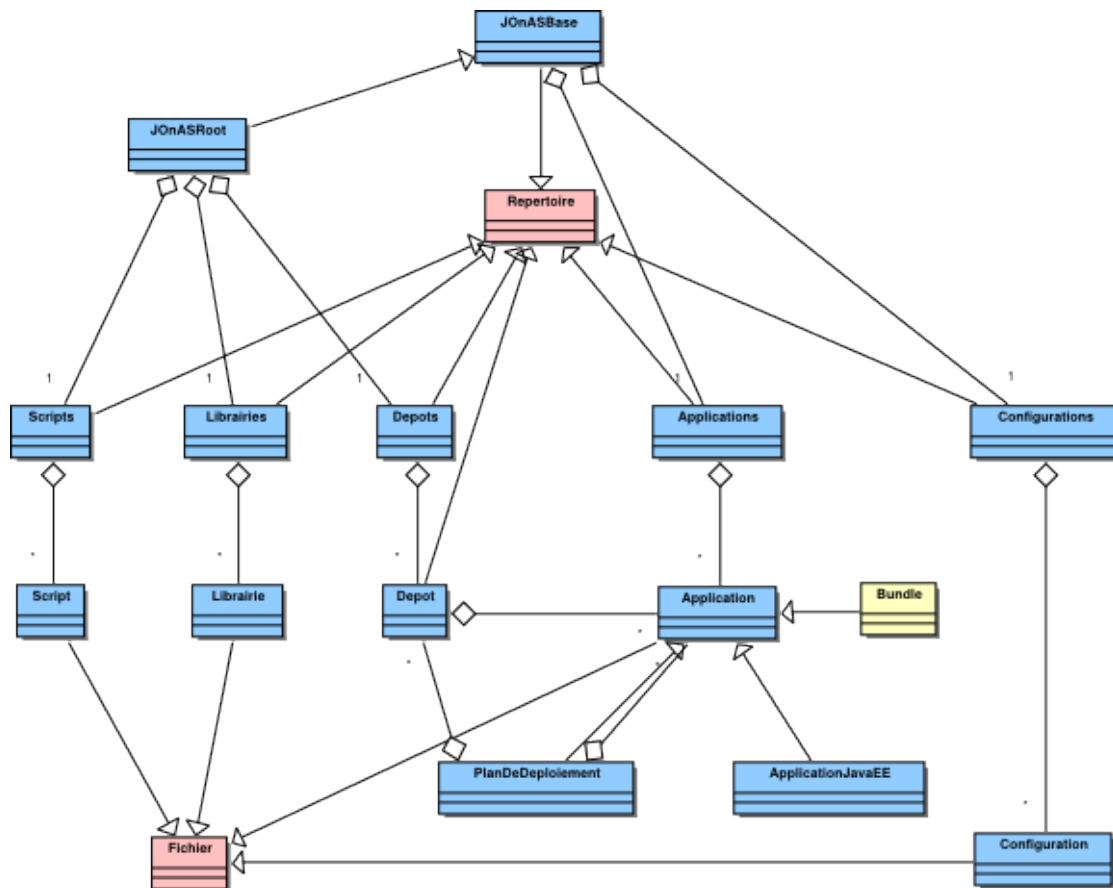 JOnASBase
JOnASRoot
Repertoire
1
1
1
1
1
Scripts
Librairies
Depots
Applications
Configurations
*
*
*
*
Script
Librairie
Depot
Application
Bundle
*
*
*
PlanDeDeploiement
ApplicationJavaEE
*
Fichier
Configuration